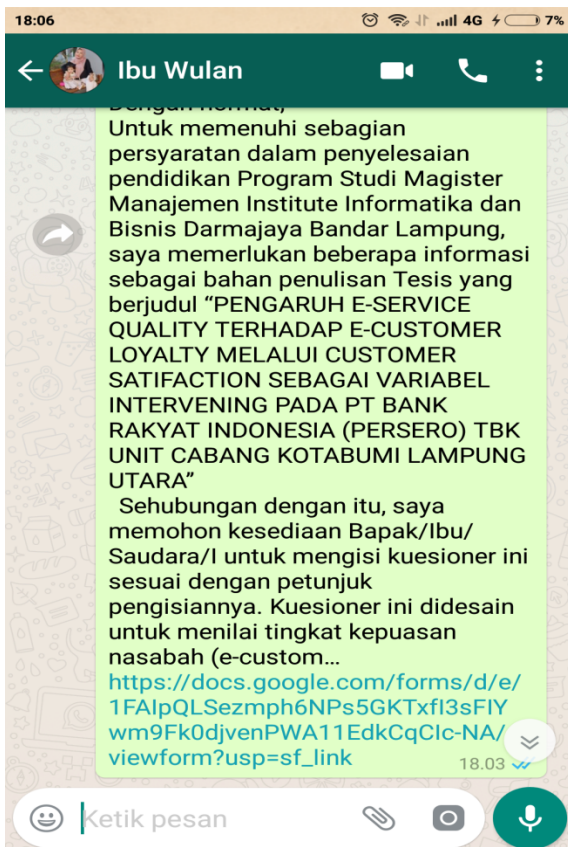 18:06
4G
7%
Ibu Wulan
Dengan hormat,
Untuk memenuhi sebagian
persyaratan dalam penyelesaian
pendidikan Program Studi Magister
Manajemen Institute Informatika dan
Bisnis Darmajaya Bandar Lampung,
saya memerlukan beberapa informasi
sebagai bahan penulisan Tesis yang
berjudul “PENGARUH E-SERVICE
QUALITY TERHADAP E-CUSTOMER
LOYALTY MELALUI CUSTOMER
SATIFACTION SEBAGAI VARIABEL
INTERVENING PADA PT BANK
RAKYAT INDONESIA (PERSERO) TBK
UNIT CABANG KOTABUMI LAMPUNG
UTARA”
Sehubungan dengan itu, saya
memohon kesediaan Bapak/Ibu/
Saudara/I untuk mengisi kuesioner ini
sesuai dengan petunjuk
pengisiannya. Kuesioner ini didesain
untuk menilai tingkat kepuasan
nasabah (e-custom...
https://docs.google.com/forms/d/e/
1FAIpQLSezmph6NPs5GKTxfI3sFIY
wm9Fk0djvenPWA11EdkCqCIc-NA/
viewform?usp=sf_link
18.03
Ketik pesan